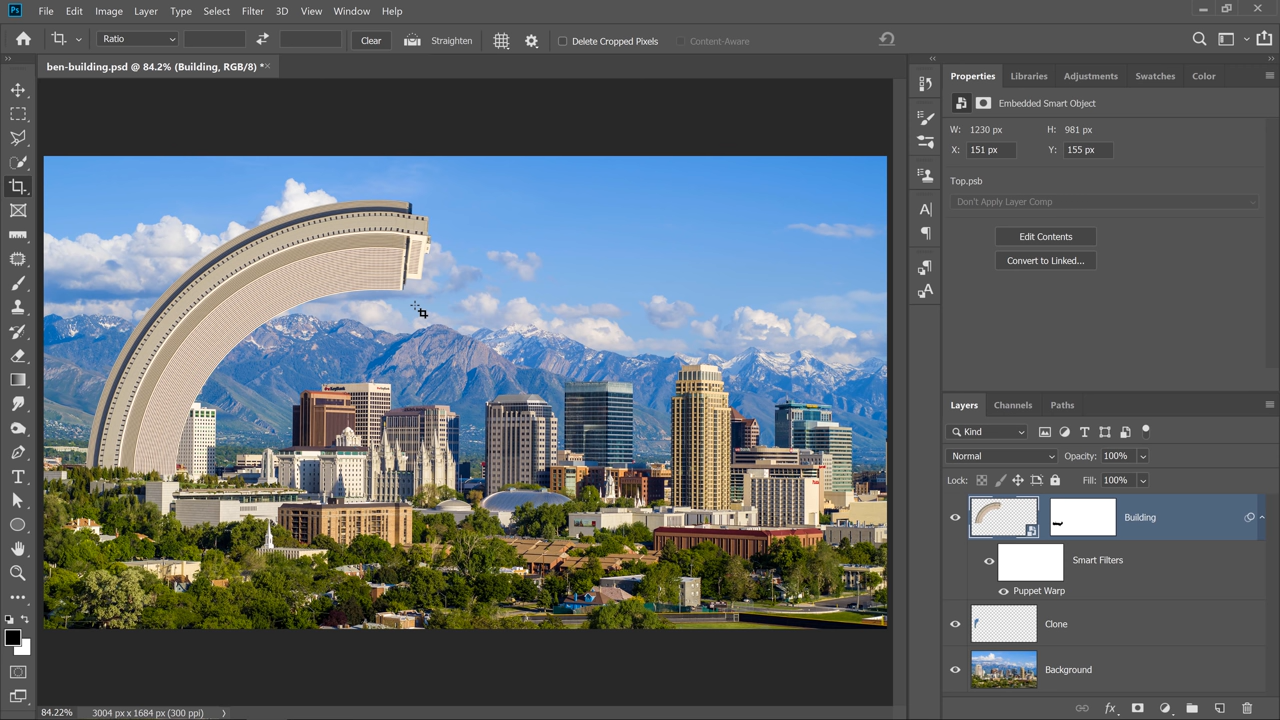 Ps File Edit Image Layer Type Select Filter 3D View Window Help
Ratio Clear Straighten Delete Cropped Pixels Content-Aware
ben-building.psd @ 84.2% (Building, RGB/8) *
Properties Libraries Adjustments Swatches Color
Embedded Smart Object
W: 1230 px H: 981 px
X: 151 px Y: 155 px
Top.psb
Don't Apply Layer Comp
Edit Contents
Convert to Linked...
Layers Channels Paths
Kind
Normal Opacity: 100%
Lock: Fill: 100%
Building
Smart Filters
Puppet Warp
Clone
Background
84.22% 3004 px x 1684 px (300 ppi)